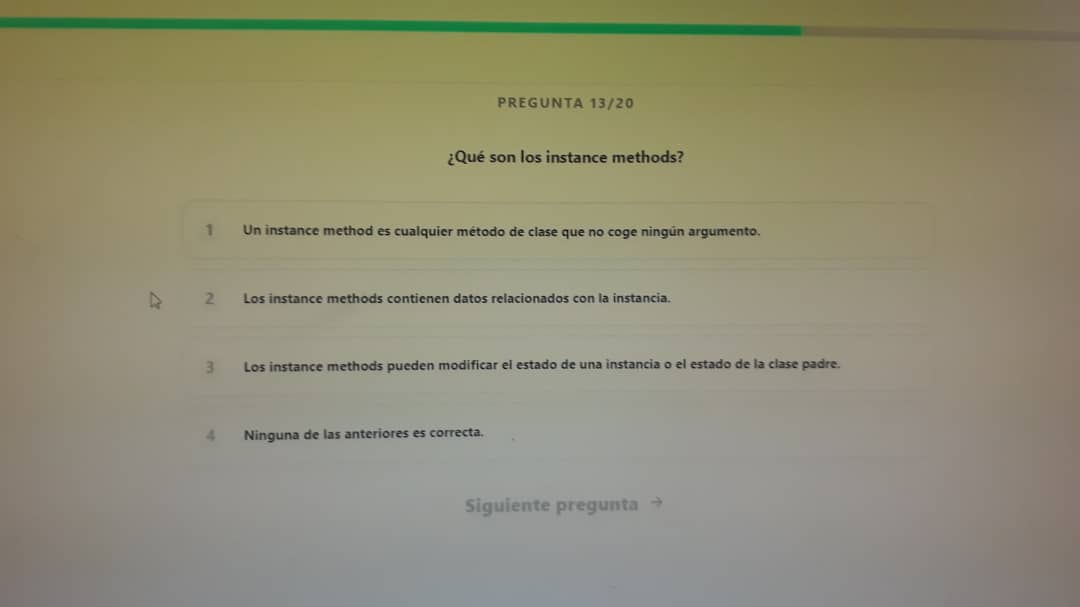 PREGUNTA 13/20
¿Qué son los instance methods?
1 Un instance method es cualquier método de clase que no coge ningún argumento.
2 Los instance methods contienen datos relacionados con la instancia.
3 Los instance methods pueden modificar el estado de una instancia o el estado de la clase padre.
4 Ninguna de las anteriores es correcta.
Siguiente pregunta →